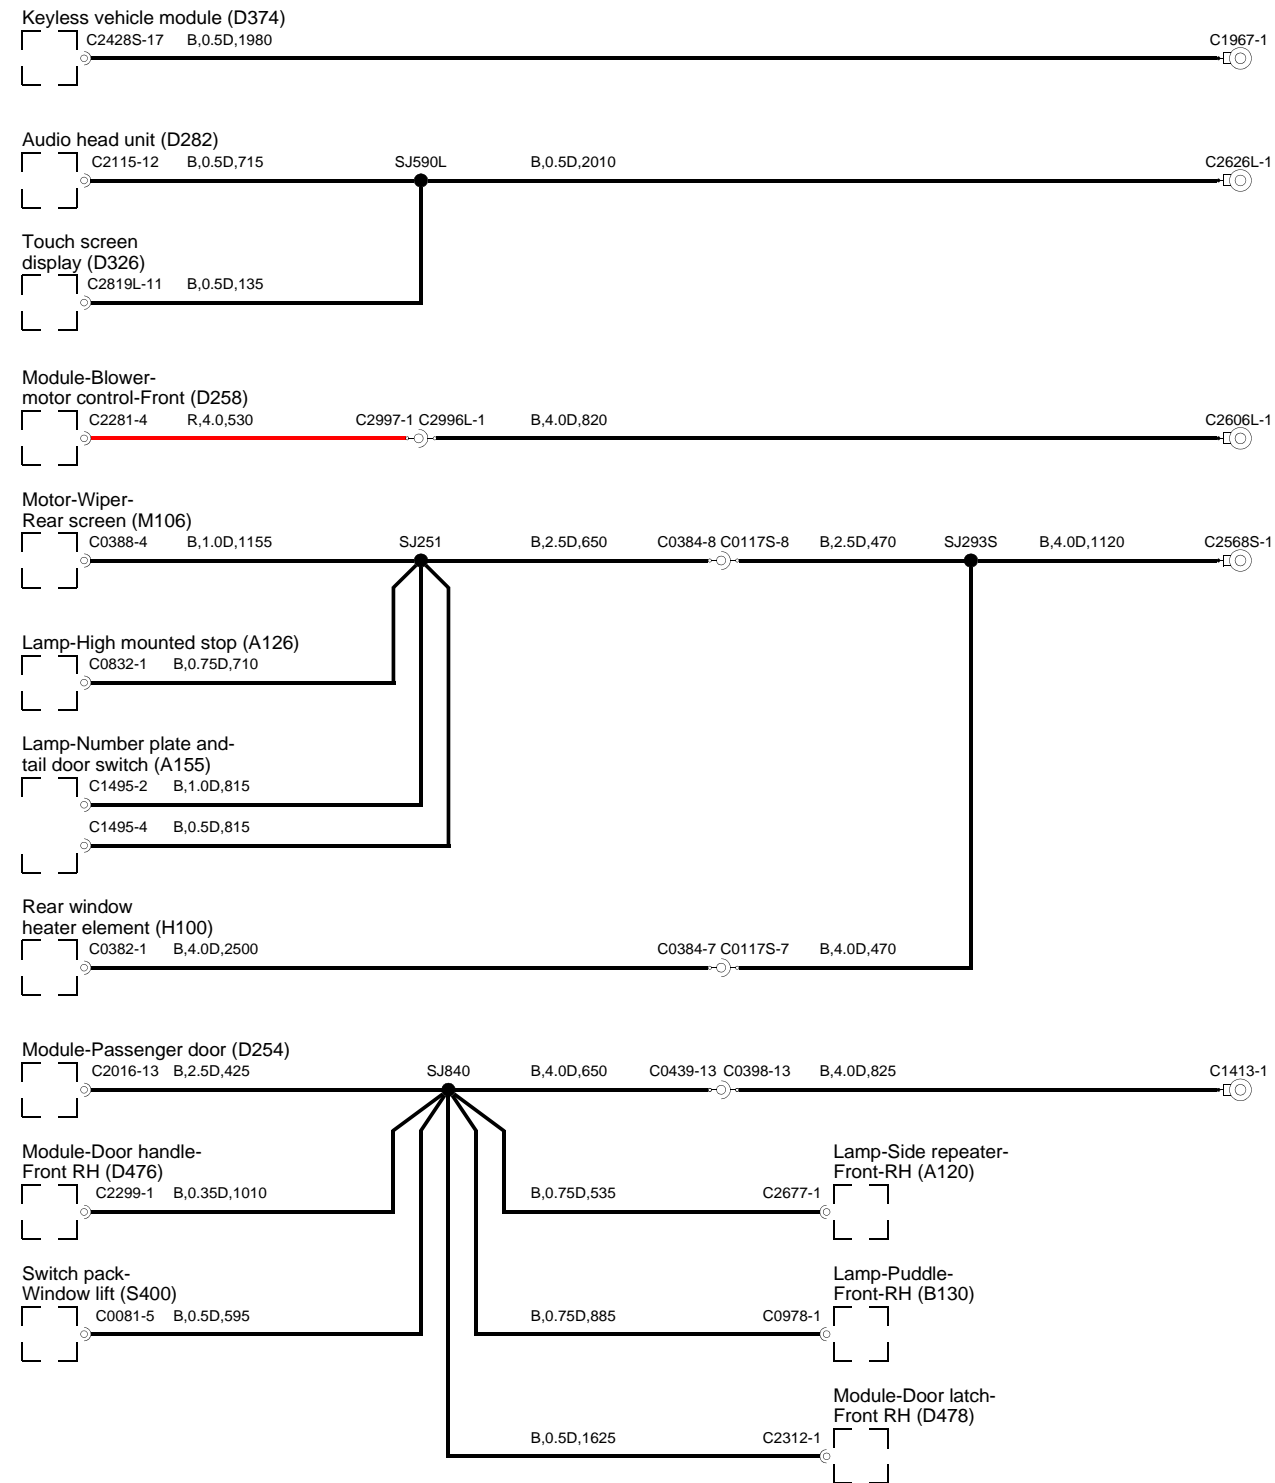 Keyless vehicle module (D374)
C2428S-17 B,0.5D,1980 C1967-1
Audio head unit (D282)
C2115-12 B,0.5D,715 SJ590L B,0.5D,2010 C2626L-1
Touch screen
display (D326)
C2819L-11 B,0.5D,135
Module-Blower-
motor control-Front (D258)
C2281-4 R,4.0,530 C2997-1 C2996L-1 B,4.0D,820 C2606L-1
Motor-Wiper-
Rear screen (M106)
C0388-4 B,1.0D,1155 SJ251 B,2.5D,650 C0384-8 C0117S-8 B,2.5D,470 SJ293S B,4.0D,1120 C2568S-1
Lamp-High mounted stop (A126)
C0832-1 B,0.75D,710
Lamp-Number plate and-
tail door switch (A155)
C1495-2 B,1.0D,815
C1495-4 B,0.5D,815
Rear window
heater element (H100)
C0382-1 B,4.0D,2500 C0384-7 C0117S-7 B,4.0D,470
Module-Passenger door (D254)
C2016-13 B,2.5D,425 SJ840 B,4.0D,650 C0439-13 C0398-13 B,4.0D,825 C1413-1
Module-Door handle-
Front RH (D476)
C2299-1 B,0.35D,1010
Lamp-Side repeater-
Front-RH (A120)
B,0.75D,535 C2677-1
Switch pack-
Window lift (S400)
C0081-5 B,0.5D,595
Lamp-Puddle-
Front-RH (B130)
B,0.75D,885 C0978-1
Module-Door latch-
Front RH (D478)
B,0.5D,1625 C2312-1